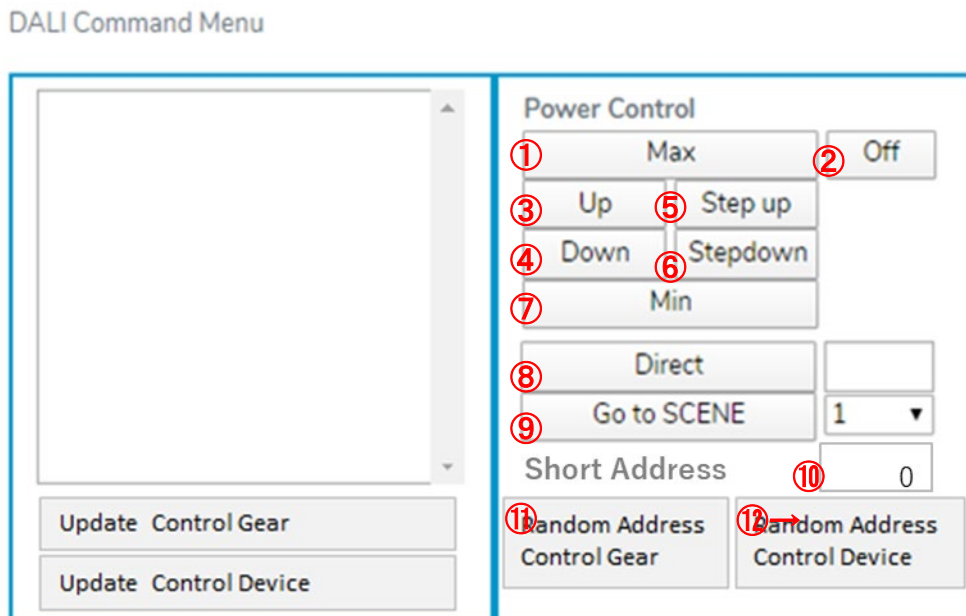 DALI Command Menu
Power Control
① Max ② Off
③ Up ⑤ Step up
④ Down ⑥ Stepdown
⑦ Min
⑧ Direct
⑨ Go to SCENE 1 ▼
Short Address ⑩ 0
Update Control Gear
Update Control Device
⑪ Random Address
Control Gear
⑫→ Random Address
Control Device